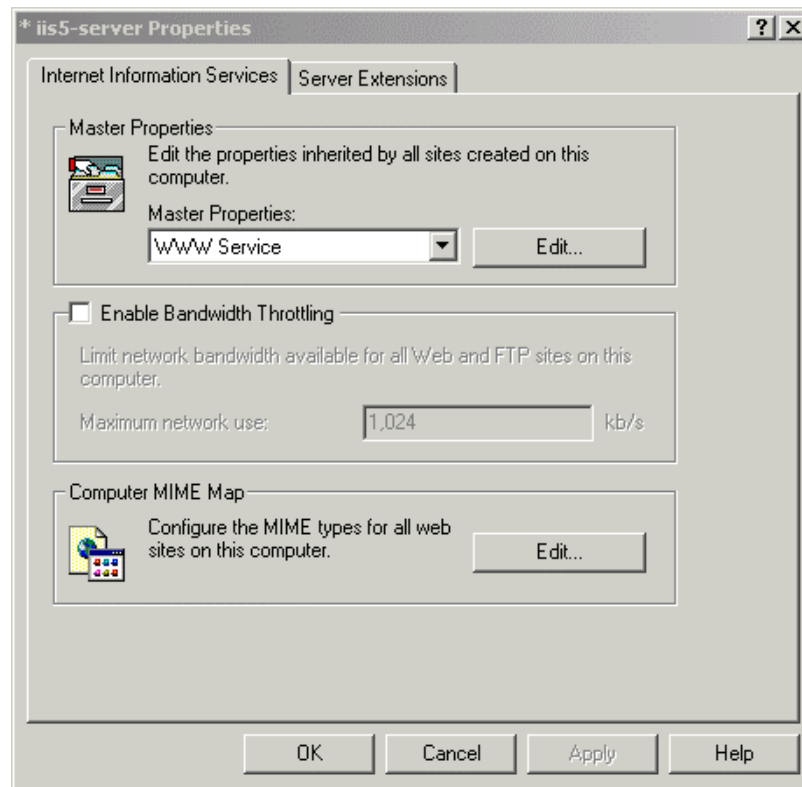 * iis5-server Properties
? X
Internet Information Services
Server Extensions
Master Properties
Edit the properties inherited by all sites created on this
computer.
Master Properties:
WWW Service
Edit...
Enable Bandwidth Throttling
Limit network bandwidth available for all Web and FTP sites on this
computer.
Maximum network use:
1,024
kb/s
Computer MIME Map
Configure the MIME types for all web
sites on this computer.
Edit...
OK
Cancel
Apply
Help